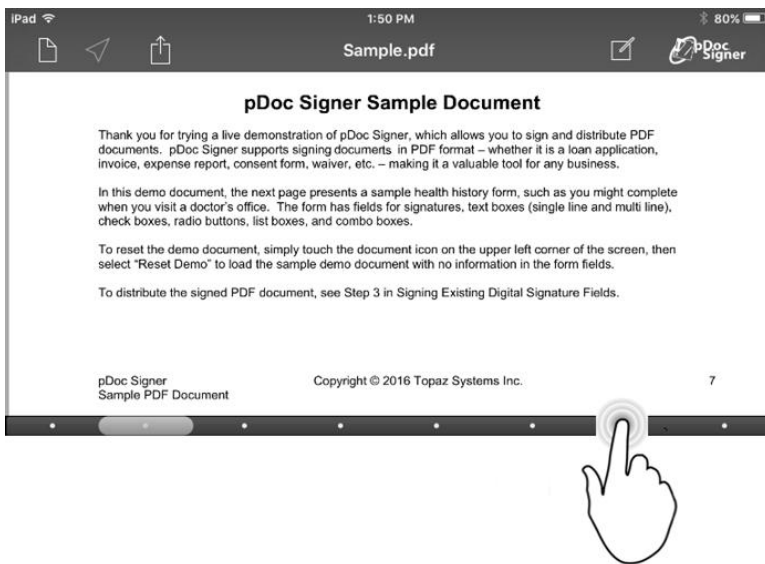 iPad 1:50 PM 80%
Sample.pdf pDoc Signer
pDoc Signer Sample Document
Thank you for trying a live demonstration of pDoc Signer, which allows you to sign and distribute PDF
documents. pDoc Signer supports signing documents in PDF format – whether it is a loan application,
invoice, expense report, consent form, waiver, etc. – making it a valuable tool for any business.
In this demo document, the next page presents a sample health history form, such as you might complete
when you visit a doctor's office. The form has fields for signatures, text boxes (single line and multi line),
check boxes, radio buttons, list boxes, and combo boxes.
To reset the demo document, simply touch the document icon on the upper left corner of the screen, then
select “Reset Demo” to load the sample demo document with no information in the form fields.
To distribute the signed PDF document, see Step 3 in Signing Existing Digital Signature Fields.
pDoc Signer Copyright © 2016 Topaz Systems Inc. 7
Sample PDF Document